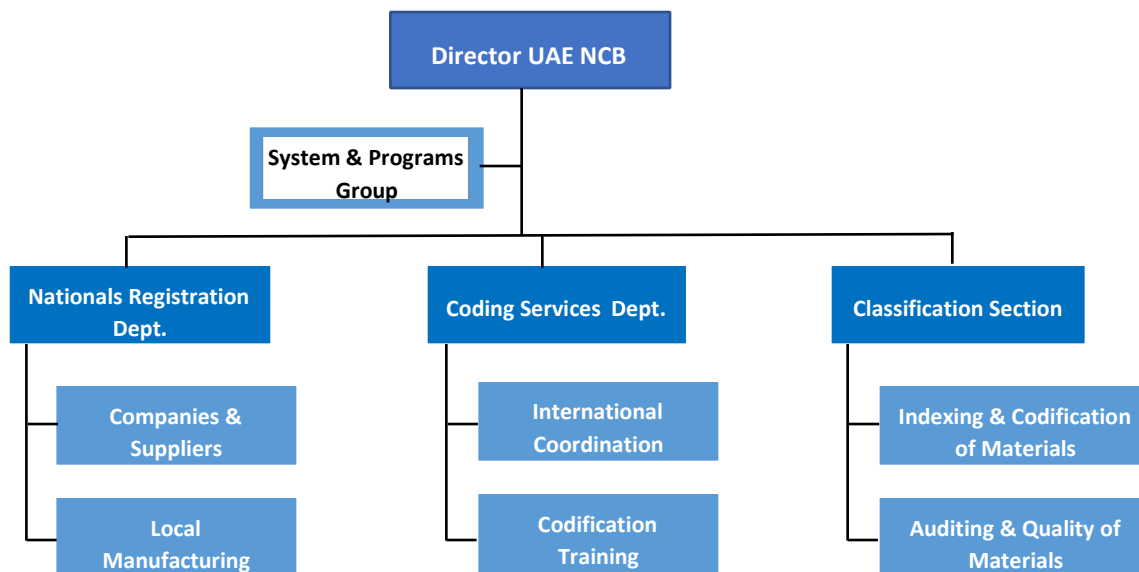 Director UAE NCB
System & Programs
Group
Nationals Registration
Dept.
Coding Services Dept.
Classification Section
Companies &
Suppliers
International
Coordination
Indexing & Codification
of Materials
Local
Manufacturing
Codification
Training
Auditing & Quality of
Materials